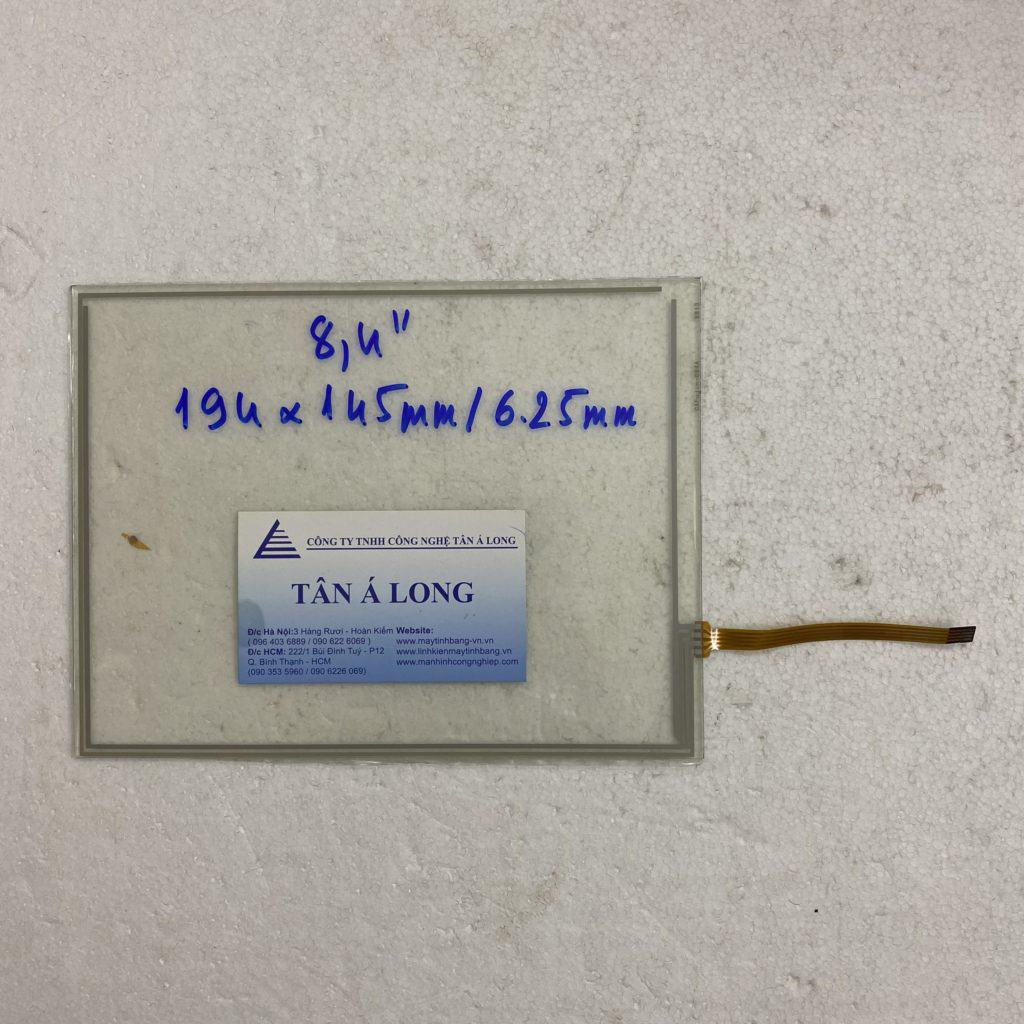 8,4"
194 x 145mm/6.25mm
CÔNG TY TNHH CÔNG NGHỆ TÂN Á LONG
TÂN Á LONG
Đ/c Hà Nội:3 Hàng Rươi - Hoàn Kiếm Website:
( 096 403 6889 / 090 622 6069 ) www.maytinhbang-vn.vn
Đ/c HCM: 222/1 Bùi Đình Tuý - P12 www.linhkienmaytinhbang.vn
Q. Bình Thạnh - HCM www.manhinhcongnghiep.com
(090 353 5960 / 090 6226 069)